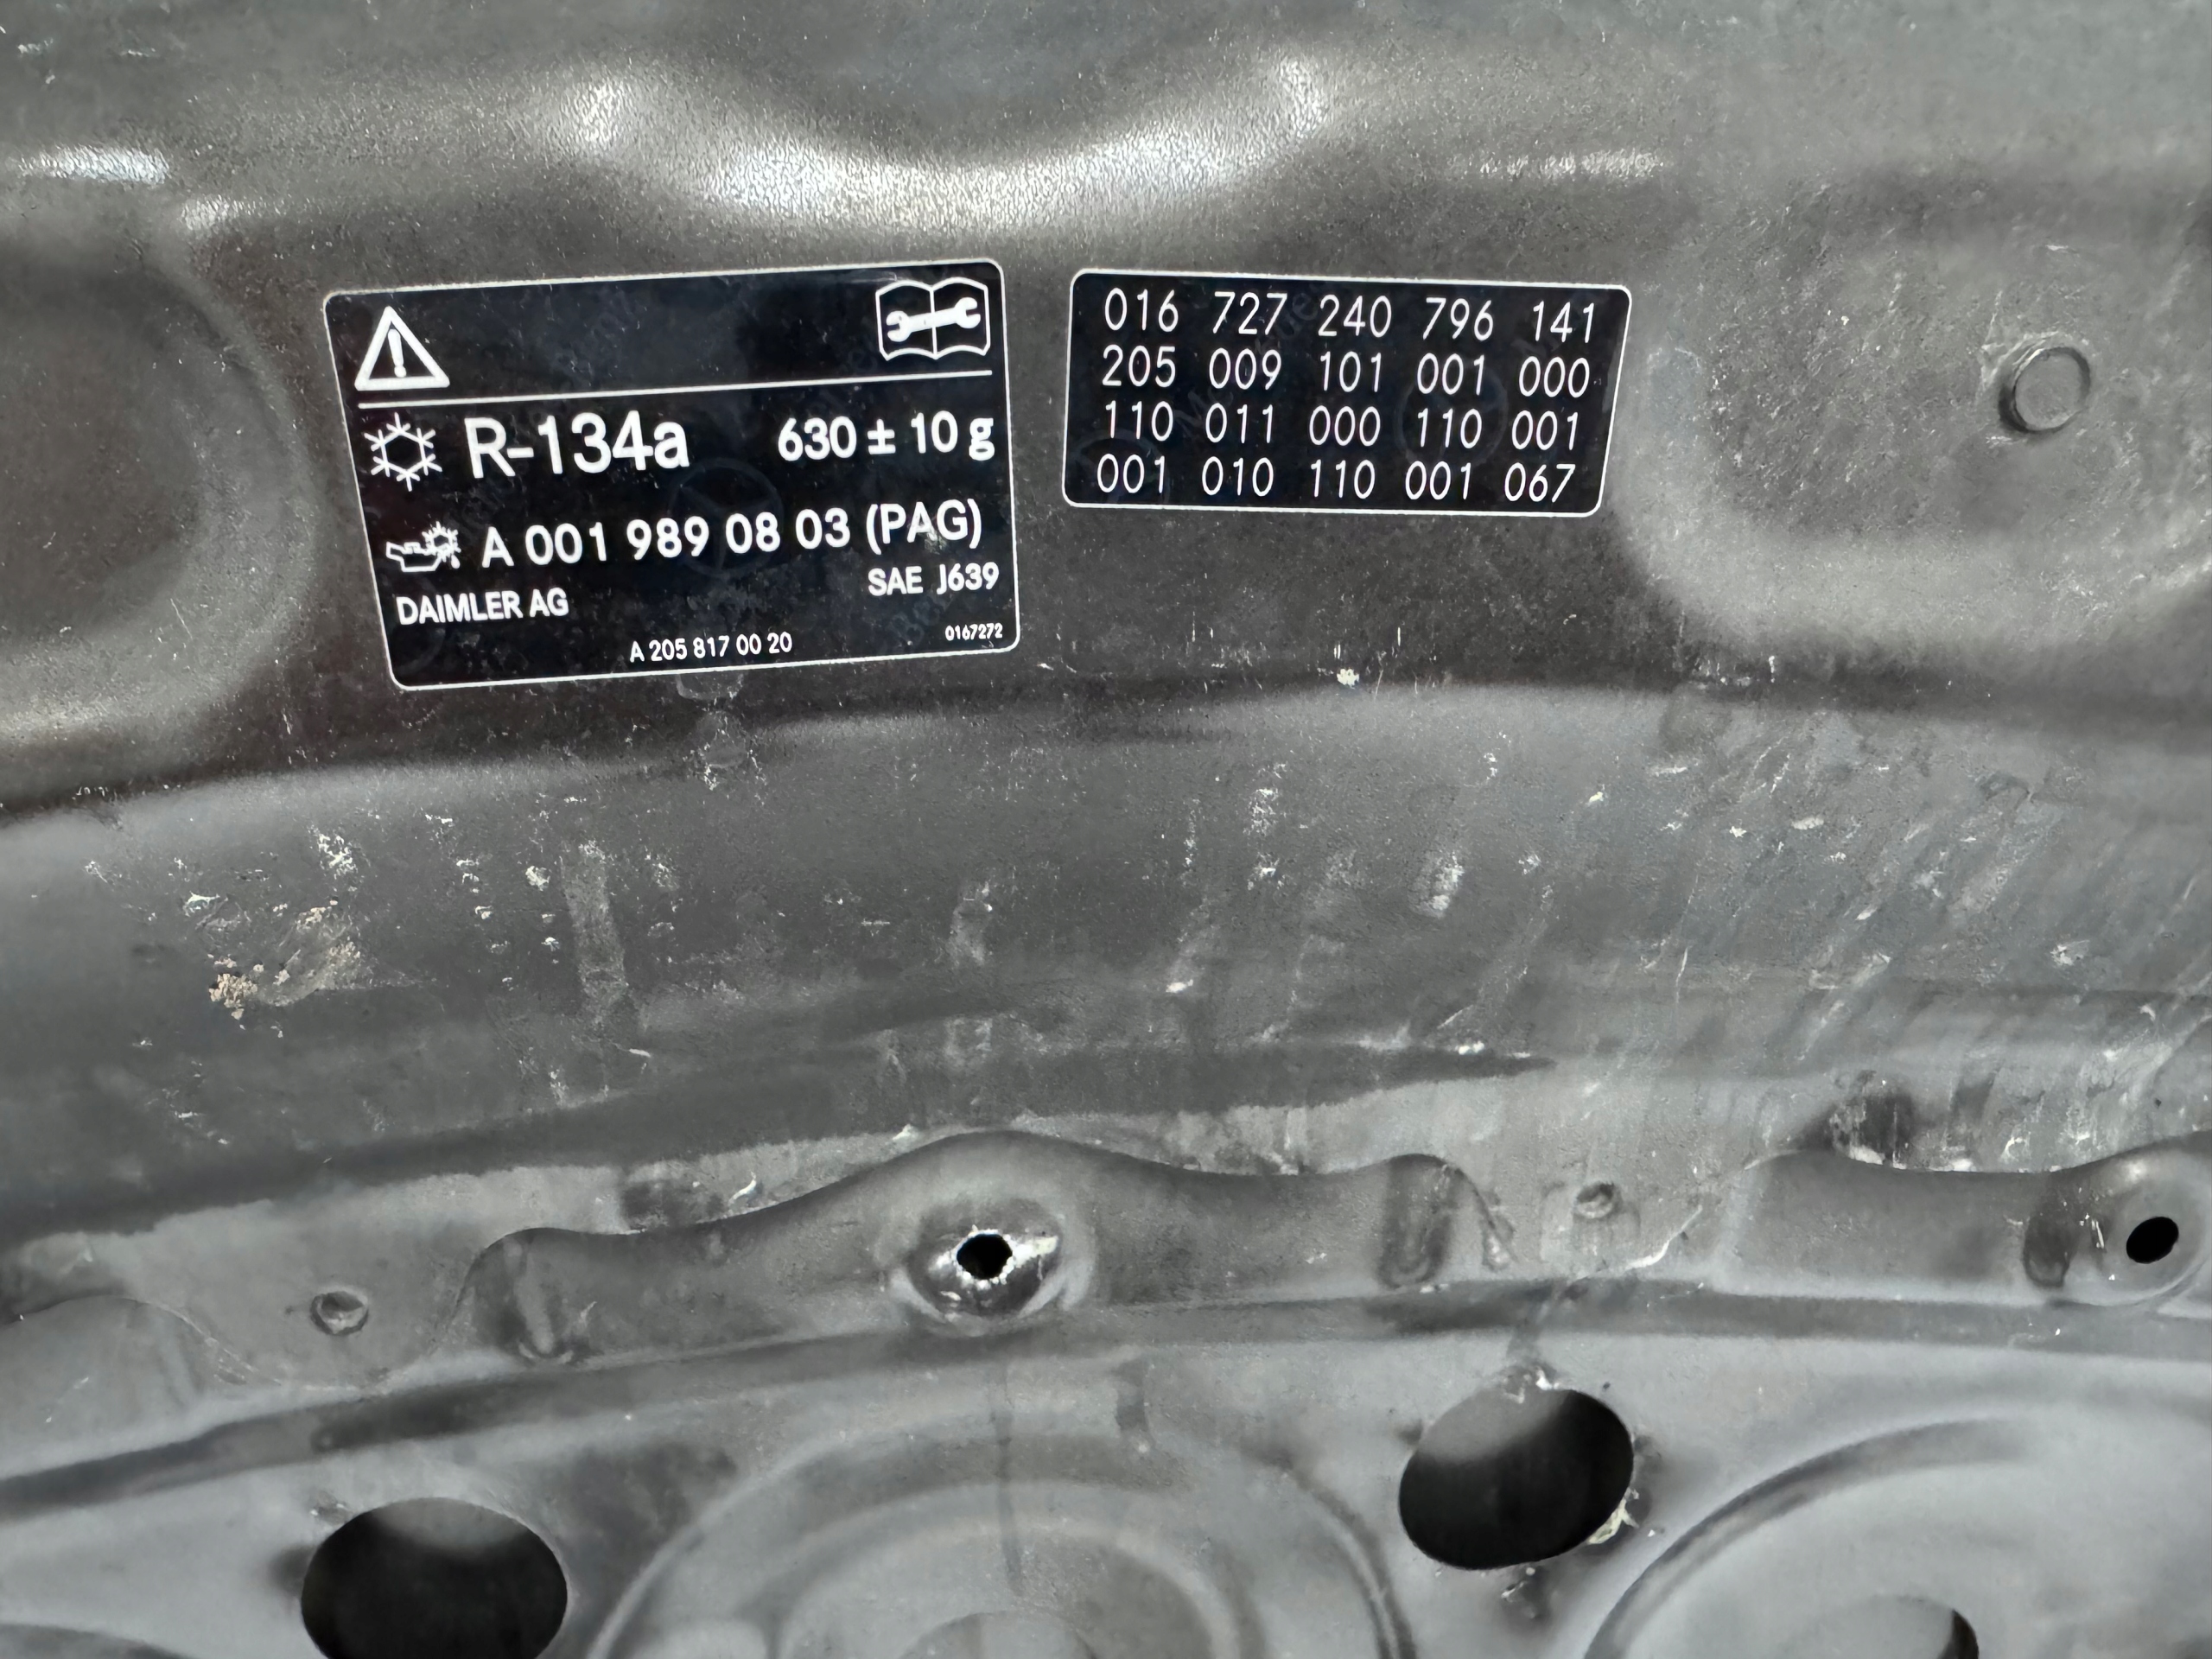 R-134a 630 ± 10 g
A 001 989 08 03 (PAG)
SAE J639
DAIMLER AG
A 205 817 00 20
0167272
016 727 240 796 141
205 009 101 001 000
110 011 000 110 001
001 010 110 001 067